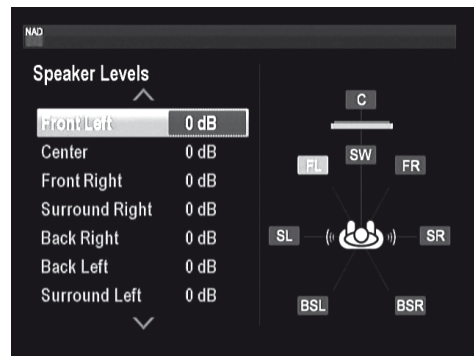 NAD
Speaker Levels
Front Left 0 dB
Center 0 dB
Front Right 0 dB
Surround Right 0 dB
Back Right 0 dB
Back Left 0 dB
Surround Left 0 dB
C
FL SW FR
SL SR
BSL BSR